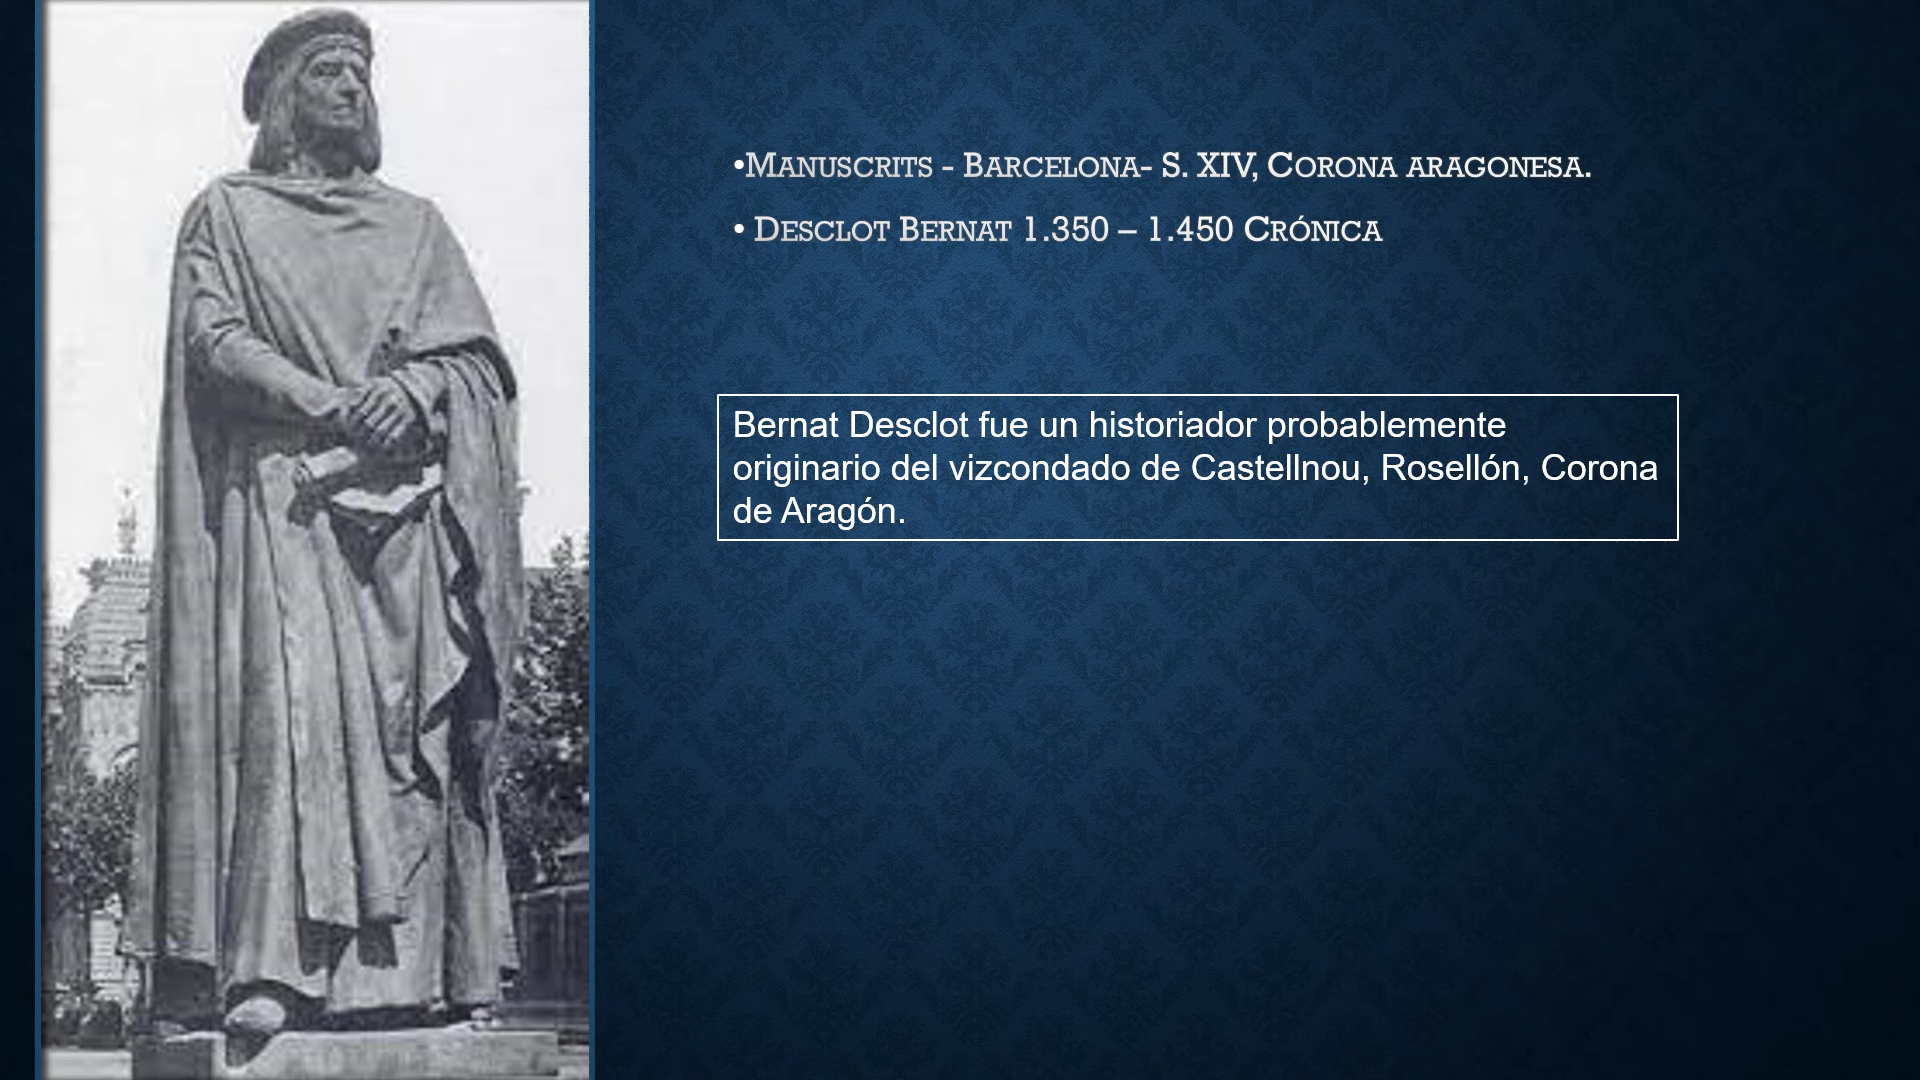 •Manuscrits - Barcelona- S. XIV, Corona aragonesa.
• Desclot Bernat 1.350 – 1.450 Crónica
Bernat Desclot fue un historiador probablemente
originario del vizcondado de Castellnou, Rosellón, Corona
de Aragón.